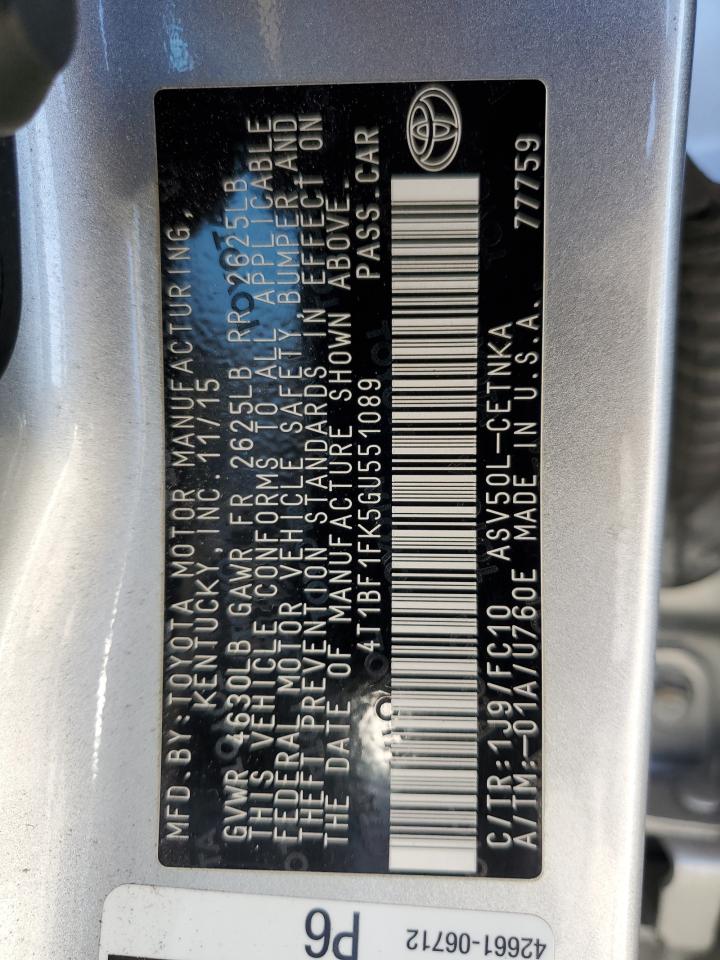 MFD.BY:TOYOTA MOTOR MANUFACTURING,
KENTUCKY,INC. 11/15
GVWR 4630LB GAWR FR 2625LB RR 2625LB
THIS VEHICLE CONFORMS TO ALL APPLICABLE
FEDERAL MOTOR VEHICLE SAFETY, BUMPER AND
THEFT PREVENTION STANDARDS IN EFFECT ON
THE DATE OF MANUFACTURE SHOWN ABOVE.
4T1BF1FK5GU551089 PASS.CAR
C/TR:1J9/FC10 ASV50L-CETNKA
A/TM:-01A/U760E MADE IN U.S.A. 77759
P6
42661-06712